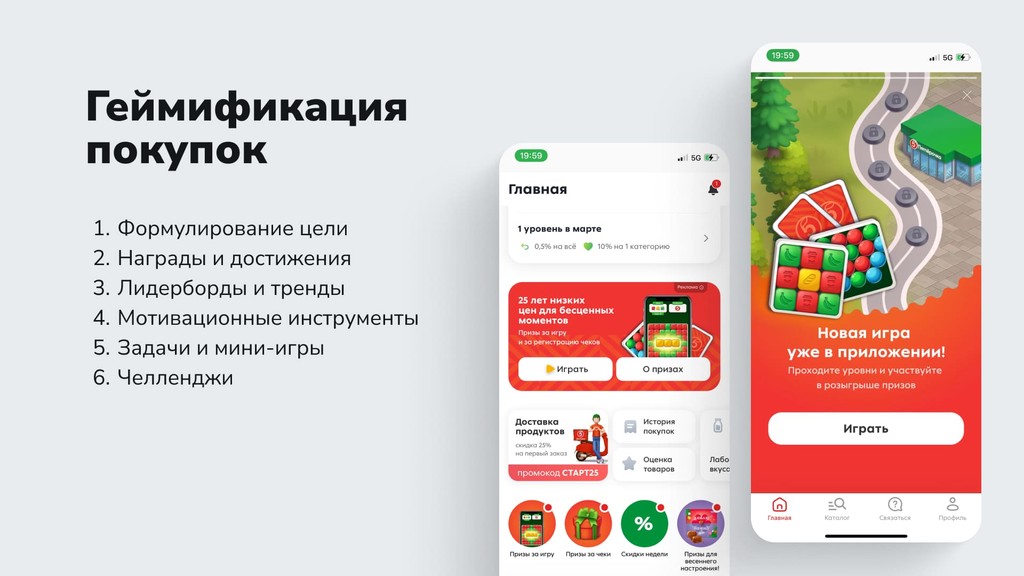 Геймификация
покупок
1. Формулирование цели
2. Награды и достижения
3. Лидерборды и тренды
4. Мотивационные инструменты
5. Задачи и мини-игры
6. Челленджи
19:59
5G
Главная
1
1 уровень в марте
0,5% на всё
10% на 1 категорию
Реклама
25 лет низких
цен для бесценных
моментов
Призы за игру
и за регистрацию чеков
Играть
О призах
Доставка
продуктов
скидка 25%
на первый заказ
промокод СТАРТ25
История
покупок
Оценка
товаров
Лабо
вкусо
%
Призы за игру
Призы за чеки
Скидки недели
Призы для
весеннего
настроения!
19:59
5G
5
Новая игра
уже в приложении!
Проходите уровни и участвуйте
в розыгрыше призов
Играть
Главная
Каталог
Связаться
Профиль